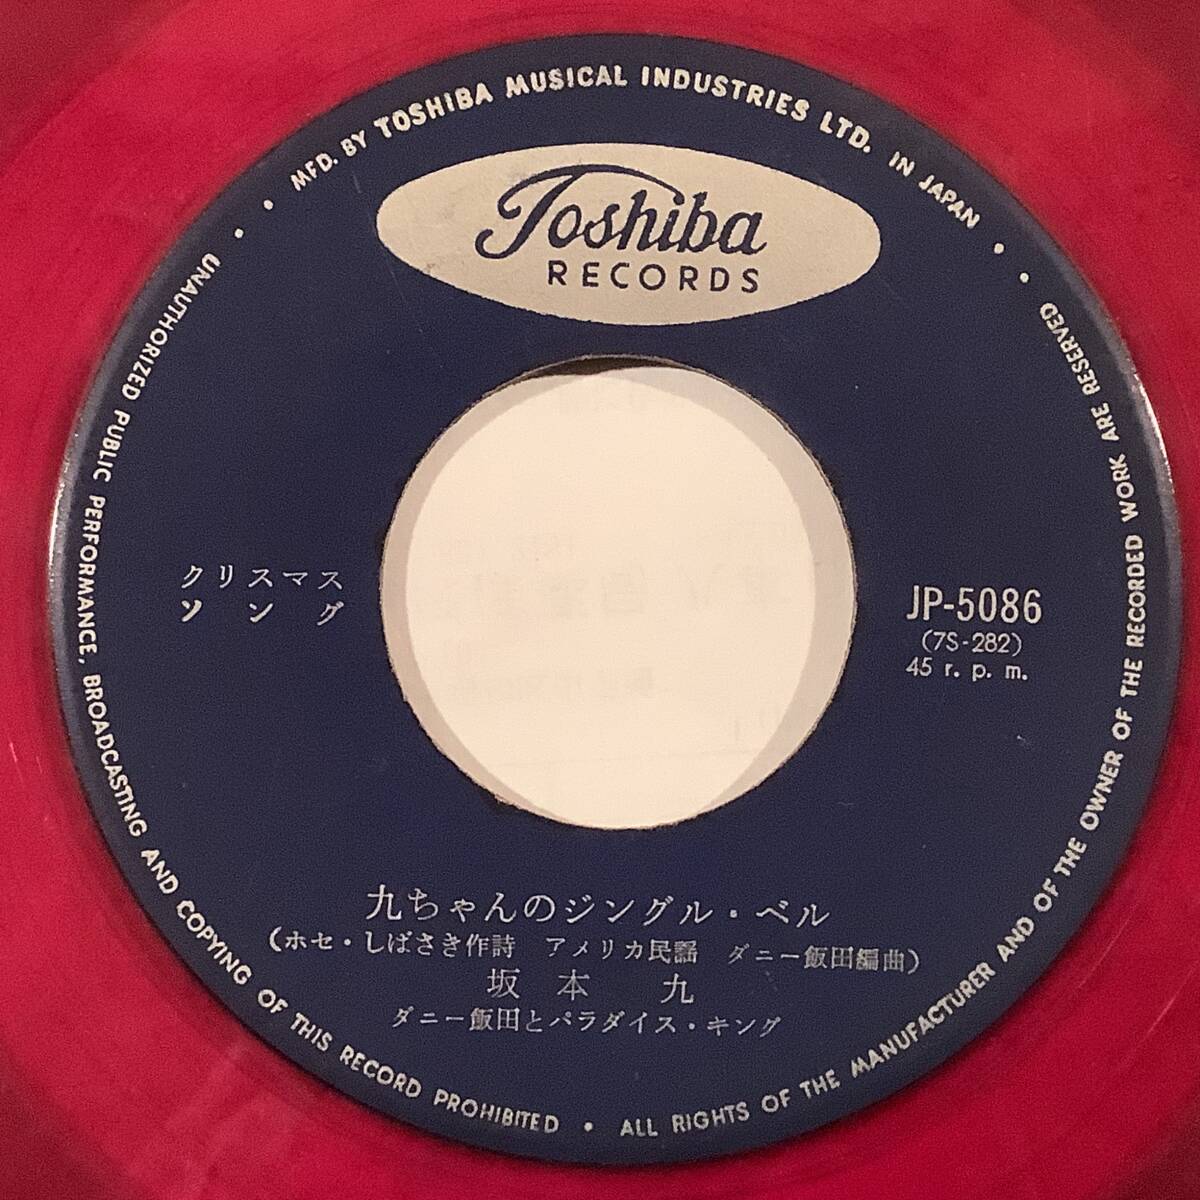 MFD. BY TOSHIBA MUSICAL INDUSTRIES LTD. IN JAPAN
Toshiba
RECORDS
クリスマス
ソング
JP-5086
(7S-282)
45 r. p. m.
九ちゃんのジングル・ベル
(ホセ・しばさき作詩 アメリカ民謡 ダニー飯田編曲)
坂本 九
ダニー飯田とパラダイス・キング
• UNAUTHORIZED PUBLIC PERFORMANCE, BROADCASTING AND COPYING OF THIS RECORD PROHIBITED • ALL RIGHTS OF THE MANUFACTURER AND OF THE OWNER OF THE RECORDED WORK ARE RESERVED •